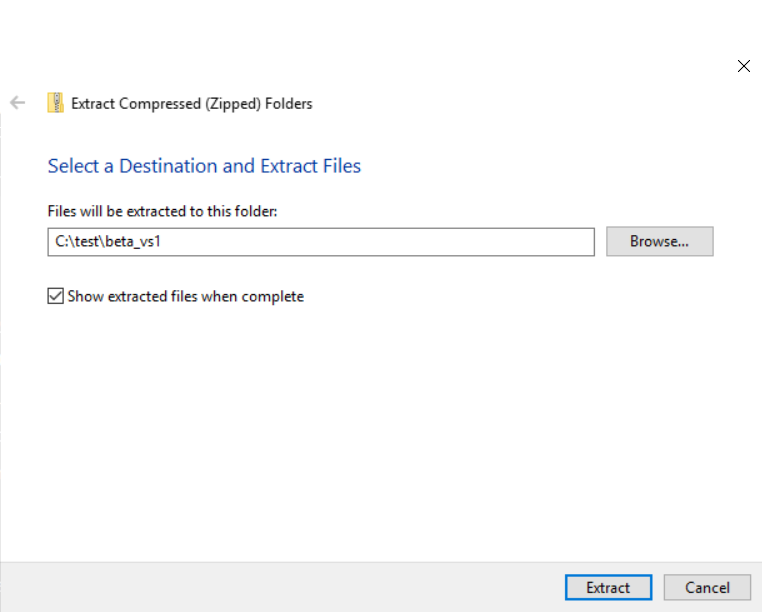 Extract Compressed (Zipped) Folders
Select a Destination and Extract Files
Files will be extracted to this folder:
C:\test\beta_vs1
Browse...
Show extracted files when complete
Extract
Cancel